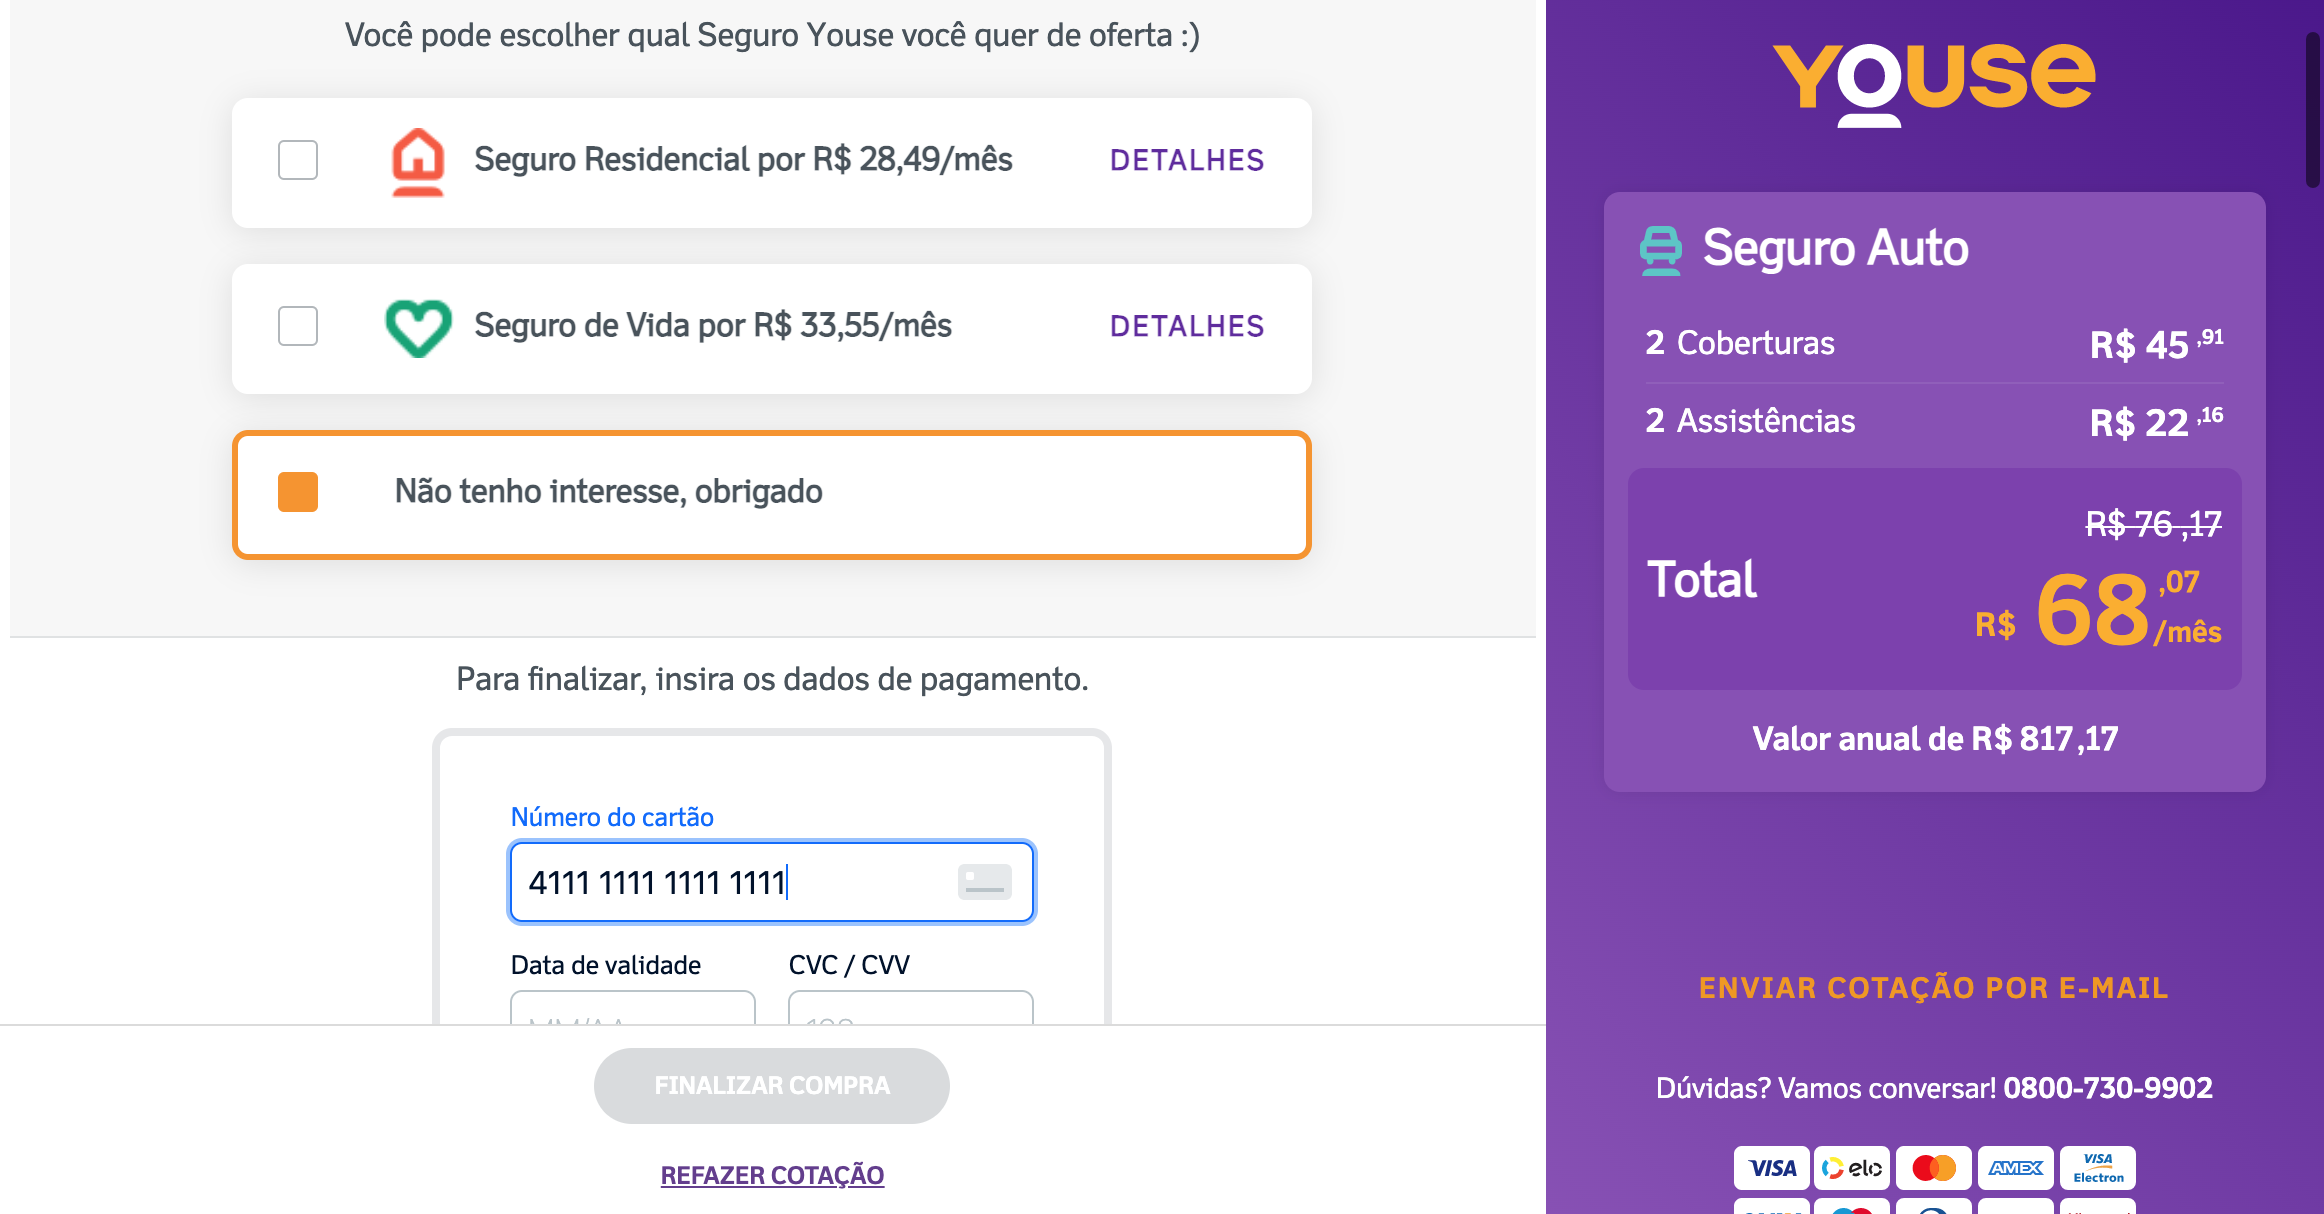 Você pode escolher qual Seguro Youse você quer de oferta :)
Seguro Residencial por R$ 28,49/mês
DETALHES
Seguro de Vida por R$ 33,55/mês
DETALHES
Não tenho interesse, obrigado
Para finalizar, insira os dados de pagamento.
Número do cartão
4111 1111 1111 1111
Data de validade
CVC / CVV
FINALIZAR COMPRA
REFAZER COTAÇÃO
YOUSE
Seguro Auto
2 Coberturas
R$ 45 ,91
2 Assistências
R$ 22 ,16
R$ 76 ,17
Total
R$ 68 ,07 /mês
Valor anual de R$ 817,17
ENVIAR COTAÇÃO POR E-MAIL
Dúvidas? Vamos conversar! 0800-730-9902
VISA
elo
AMEX
VISA Electron